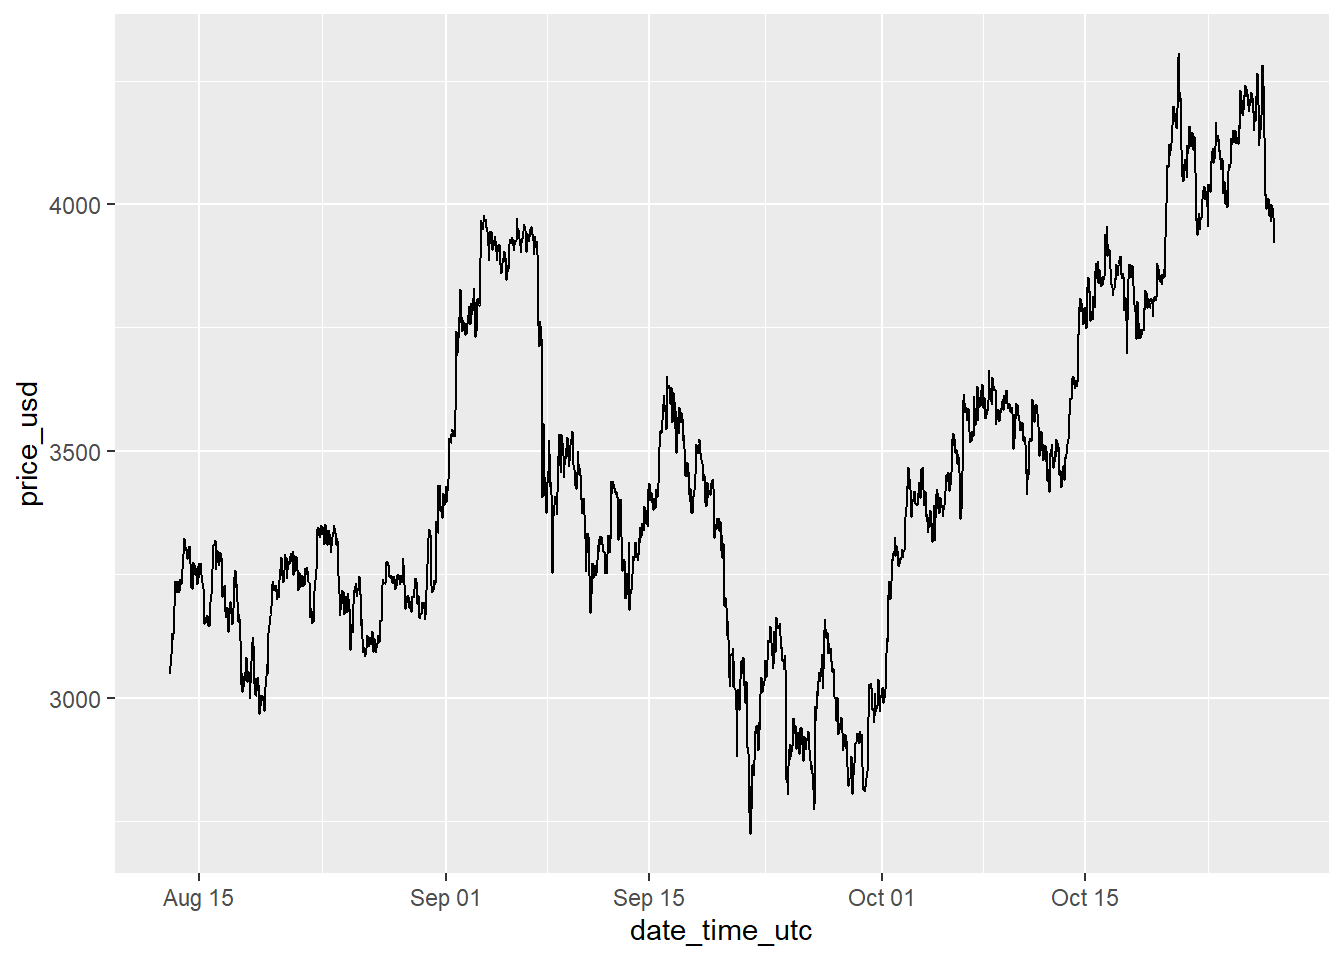 price_usd
4000
3500
3000
Aug 15
Sep 01
Sep 15
Oct 01
Oct 15
date_time_utc